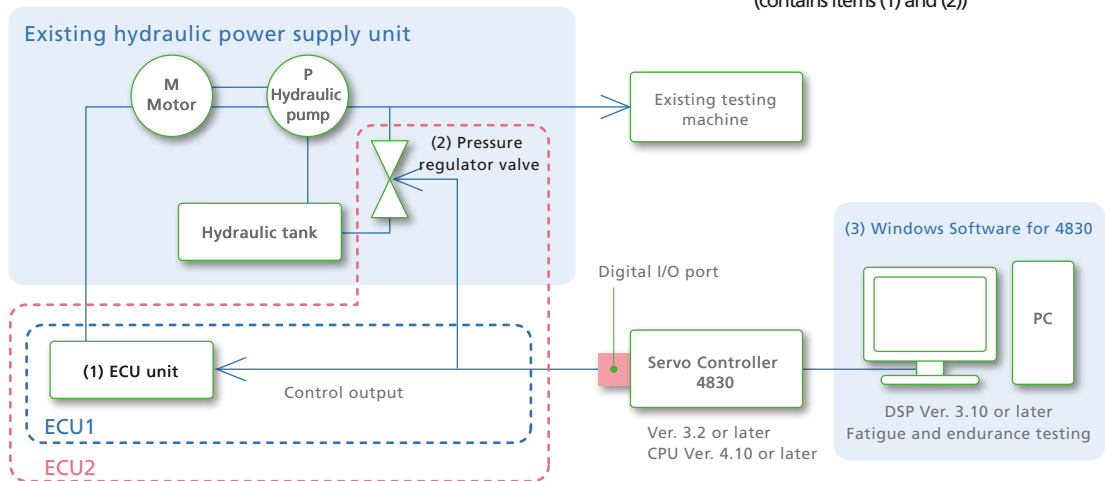 (contains items (1) and (2))
Existing hydraulic power supply unit
M
Motor
P
Hydraulic
pump
(2) Pressure
regulator valve
Existing testing
machine
Hydraulic tank
(3) Windows Software for 4830
Digital I/O port
PC
(1) ECU unit
Control output
Servo Controller
4830
ECU1
ECU2
Ver. 3.2 or later
CPU Ver. 4.10 or later
DSP Ver. 3.10 or later
Fatigue and endurance testing